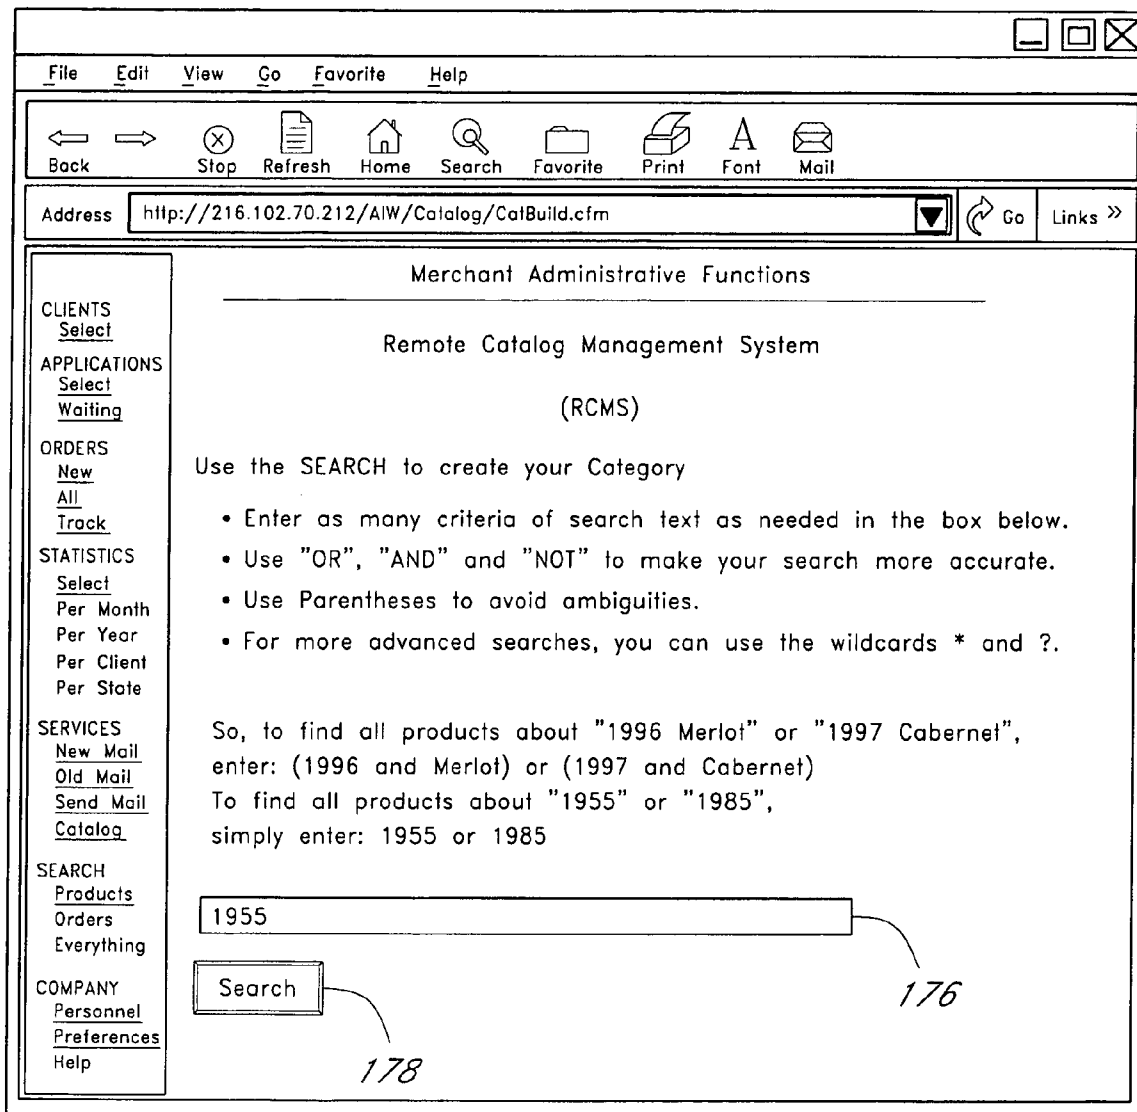 File Edit View Go Favorite Help
Back Stop Refresh Home Search Favorite Print A Font Mail
Address http://216.102.70.212/AIW/Catalog/CatBuild.cfm Go Links »
CLIENTS
Select
APPLICATIONS
Select
Waiting
ORDERS
New
All
Track
STATISTICS
Select
Per Month
Per Year
Per Client
Per State
SERVICES
New Mail
Old Mail
Send Mail
Catalog
SEARCH
Products
Orders
Everything
COMPANY
Personnel
Preferences
Help
Merchant Administrative Functions
Remote Catalog Management System
(RCMS)
Use the SEARCH to create your Category
• Enter as many criteria of search text as needed in the box below.
• Use "OR", "AND" and "NOT" to make your search more accurate.
• Use Parentheses to avoid ambiguities.
• For more advanced searches, you can use the wildcards * and ?.
So, to find all products about "1996 Merlot" or "1997 Cabernet",
enter: (1996 and Merlot) or (1997 and Cabernet)
To find all products about "1955" or "1985",
simply enter: 1955 or 1985
1955
176
Search
178